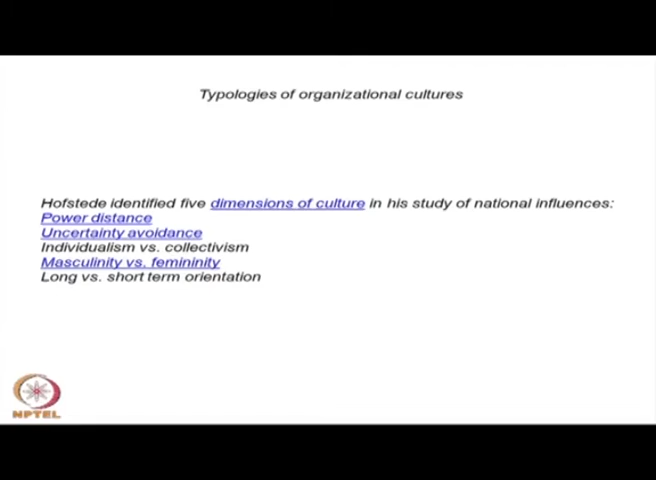 Typologies of organizational cultures
Hofstede identified five dimensions of culture in his study of national influences:
Power distance
Uncertainty avoidance
Individualism vs. collectivism
Masculinity vs. femininity
Long vs. short term orientation
NPTEL